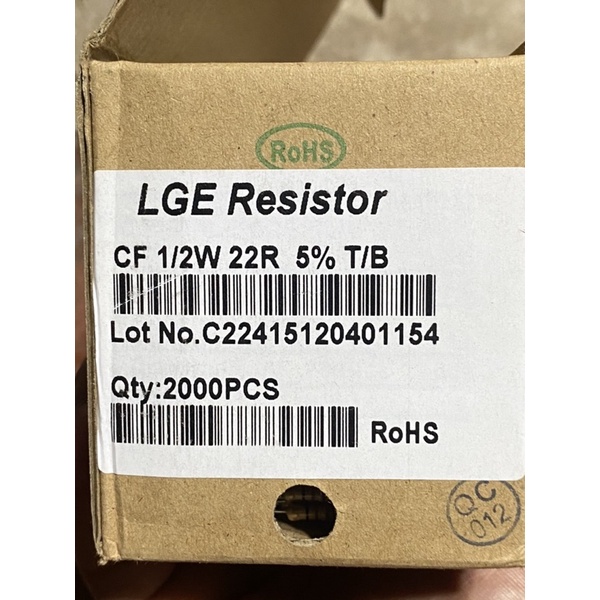 RoHS
LGE Resistor
CF 1/2W 22R 5% T/B
Lot No.C22415120401154
Qty:2000PCS
RoHS
QC
012